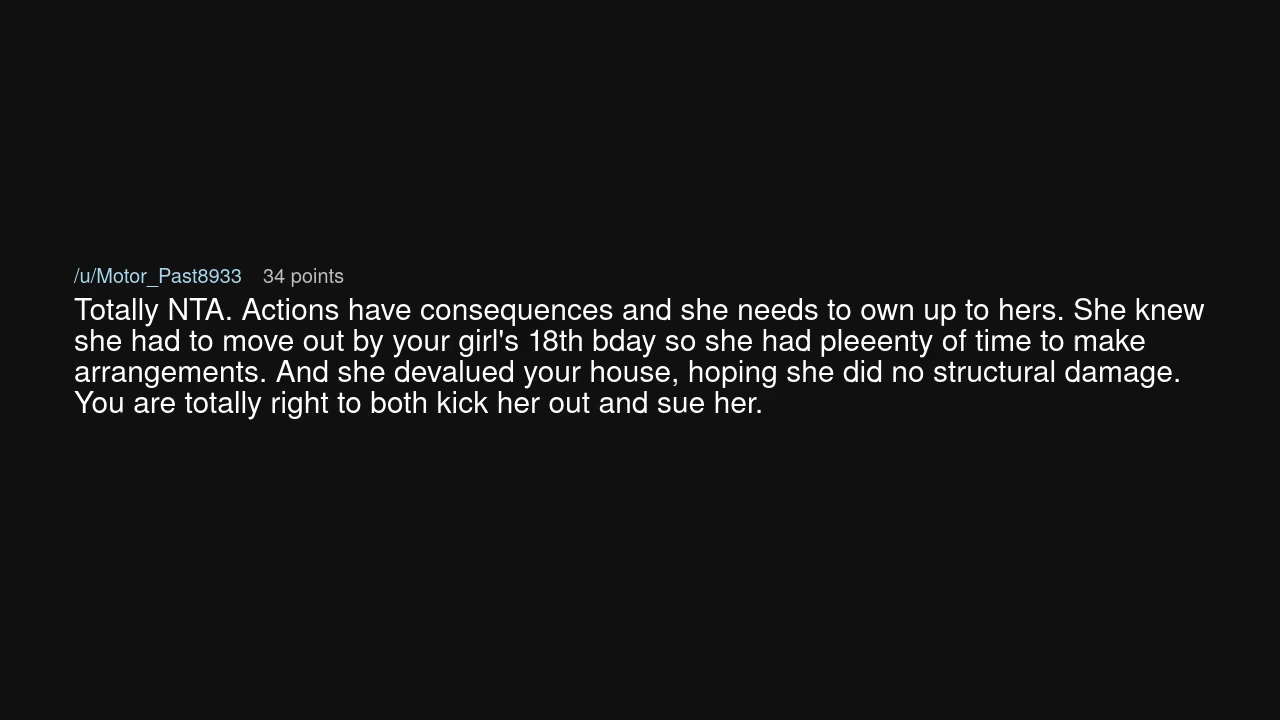 /u/Motor_Past8933 34 points
Totally NTA. Actions have consequences and she needs to own up to hers. She knew
she had to move out by your girl's 18th bday so she had pleeenty of time to make
arrangements. And she devalued your house, hoping she did no structural damage.
You are totally right to both kick her out and sue her.